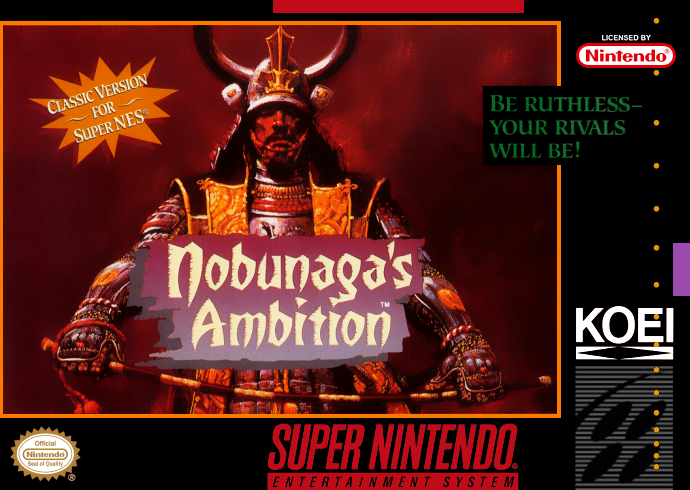 CLASSIC VERSION
FOR
SUPER NES®
LICENSED BY
Nintendo®
BE RUTHLESS–
YOUR RIVALS
WILL BE!
Nobunaga's
Ambition™
KOEI
Official
Nintendo
Seal of Quality
®
SUPER NINTENDO®
ENTERTAINMENT SYSTEM